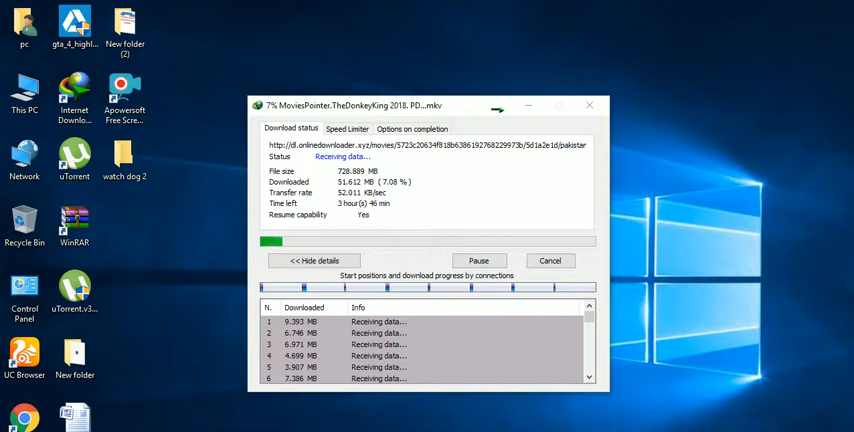 pc
gta_4_highl...
New folder
(2)
This PC
Internet
Downlo...
Apowersoft
Free Scre...
Network
uTorrent
watch dog 2
Recycle Bin
WinRAR
Control
Panel
uTorrent.v3...
UC Browser
New folder
7% MoviesPointer.TheDonkeyKing 2018. PD...mkv
Download status
Speed Limiter
Options on completion
http://dl.onlinedownloader.xyz/movies/5723c20634f818b6386192768229973b/5d1a2e1d/pakistar
Status Receiving data...
File size 728.889 MB
Downloaded 51.612 MB ( 7.08 % )
Transfer rate 52.011 KB/sec
Time left 3 hour(s) 46 min
Resume capability Yes
<< Hide details
Pause
Cancel
Start positions and download progress by connections
N. Downloaded Info
1 9.393 MB Receiving data...
2 6.746 MB Receiving data...
3 6.971 MB Receiving data...
4 4.699 MB Receiving data...
5 3.907 MB Receiving data...
6 7.386 MB Receiving data...